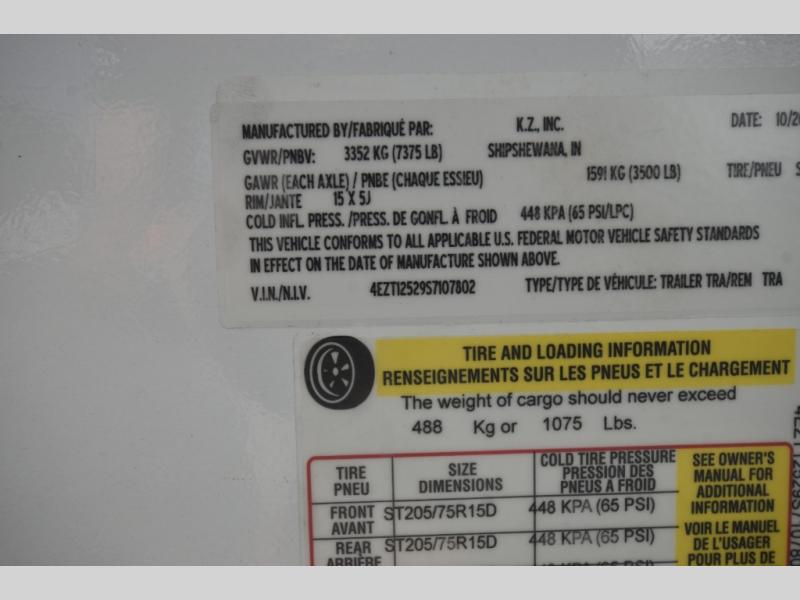 MANUFACTURED BY/FABRIQUÉ PAR: K.Z., INC. DATE: 10/20
GVWR/PNBV: 3352 KG (7375 LB) SHIPSHEWANA, IN
GAWR (EACH AXLE) / PNBE (CHAQUE ESSIEU) 1591 KG (3500 LB) TIRE/PNEU S
RIM/JANTE 15 X 5J
COLD INFL. PRESS. /PRESS. DE GONFL. À FROID 448 KPA (65 PSI/LPC)
THIS VEHICLE CONFORMS TO ALL APPLICABLE U.S. FEDERAL MOTOR VEHICLE SAFETY STANDARDS
IN EFFECT ON THE DATE OF MANUFACTURE SHOWN ABOVE.
V.I.N./N.I.V. 4EZT12529S7107802 TYPE/TYPE DE VÉHICULE: TRAILER TRA/REM TRA
TIRE AND LOADING INFORMATION
RENSEIGNEMENTS SUR LES PNEUS ET LE CHARGEMENT
The weight of cargo should never exceed
488 Kg or 1075 Lbs.
TIRE
PNEU
SIZE
DIMENSIONS
COLD TIRE PRESSURE
PRESSION DES
PNEUS A FROID
FRONT
AVANT
ST205/75R15D
448 KPA (65 PSI)
REAR
ARRIÈRE
ST205/75R15D
448 KPA (65 PSI)
SEE OWNER'S
MANUAL FOR
ADDITIONAL
INFORMATION
VOIR LE MANUEL
DE L'USAGER
POUR PLUS DE
4EZT12529S710780